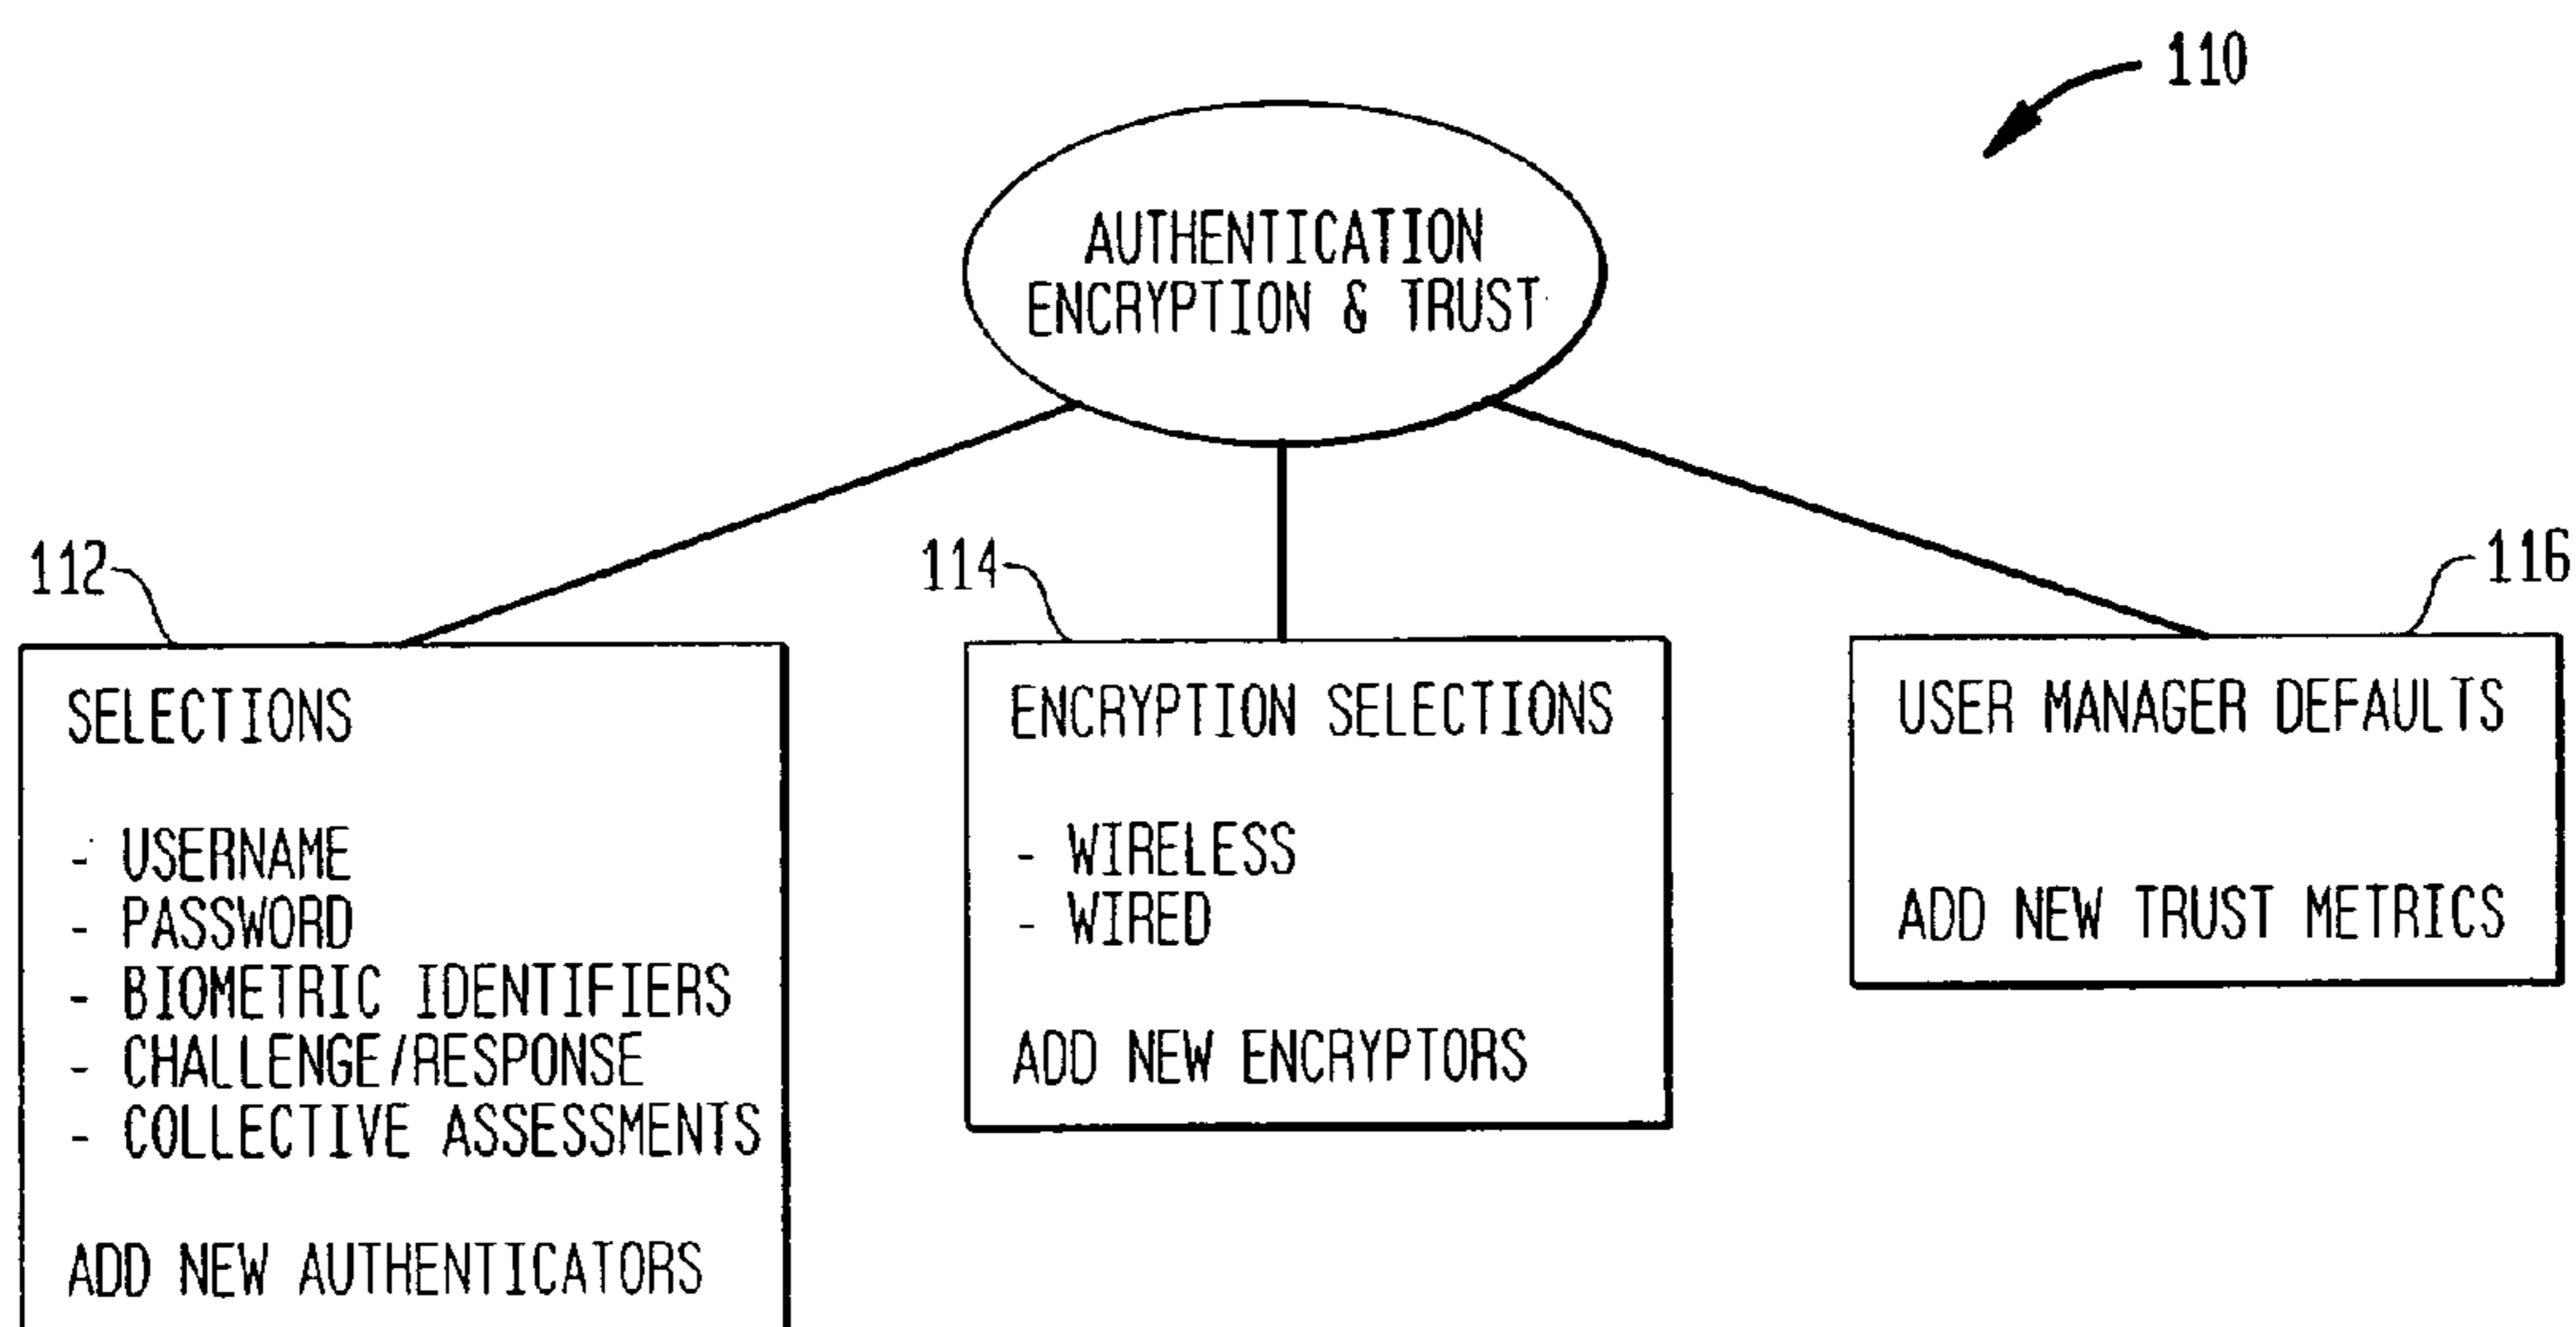 110
AUTHENTICATION
ENCRYPTION & TRUST
112
SELECTIONS
- USERNAME
- PASSWORD
- BIOMETRIC IDENTIFIERS
- CHALLENGE/RESPONSE
- COLLECTIVE ASSESSMENTS
ADD NEW AUTHENTICATORS
114
ENCRYPTION SELECTIONS
- WIRELESS
- WIRED
ADD NEW ENCRYPTORS
116
USER MANAGER DEFAULTS
ADD NEW TRUST METRICS